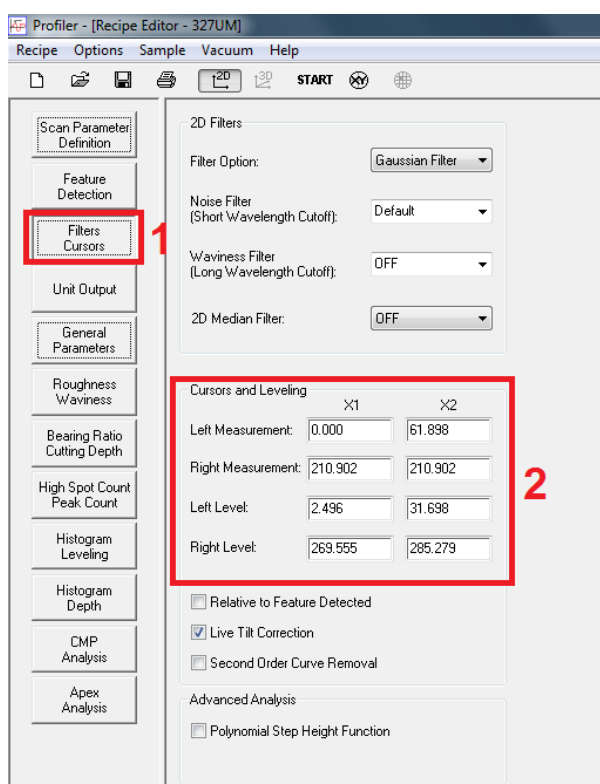 Profiler - [Recipe Editor - 327UM]
Recipe Options Sample Vacuum Help
2D 3D START XY
Scan Parameter
Definition
Feature
Detection
Filters
Cursors
1
Unit Output
General
Parameters
Roughness
Waviness
Bearing Ratio
Cutting Depth
High Spot Count
Peak Count
Histogram
Leveling
Histogram
Depth
CMP
Analysis
Apex
Analysis
2D Filters
Filter Option: Gaussian Filter
Noise Filter
(Short Wavelength Cutoff): Default
Waviness Filter
(Long Wavelength Cutoff): OFF
2D Median Filter: OFF
Cursors and Leveling
X1 X2
Left Measurement: 0.000 61.898
Right Measurement: 210.902 210.902
2
Left Level: 2.496 31.698
Right Level: 269.555 285.279
Relative to Feature Detected
Live Tilt Correction
Second Order Curve Removal
Advanced Analysis
Polynomial Step Height Function